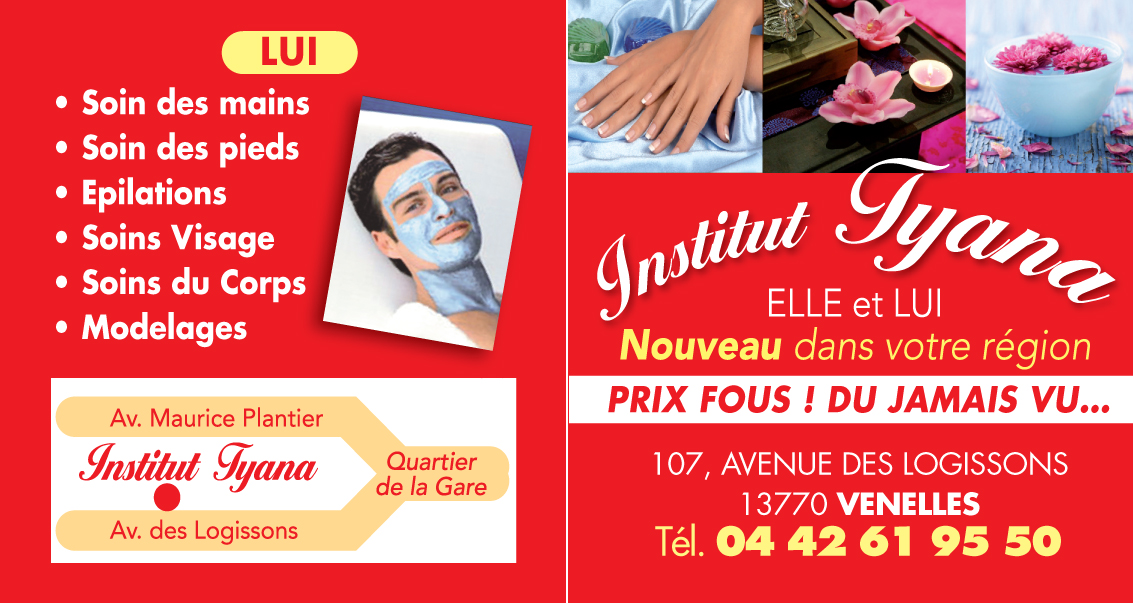 LUI
• Soin des mains
• Soin des pieds
• Epilations
• Soins Visage
• Soins du Corps
• Modelages
Av. Maurice Plantier
Institut Tyana
Quartier
de la Gare
Av. des Logissons
Institut Tyana
ELLE et LUI
Nouveau dans votre région
PRIX FOUS ! DU JAMAIS VU...
107, AVENUE DES LOGISSONS
13770 VENELLES
Tél. 04 42 61 95 50